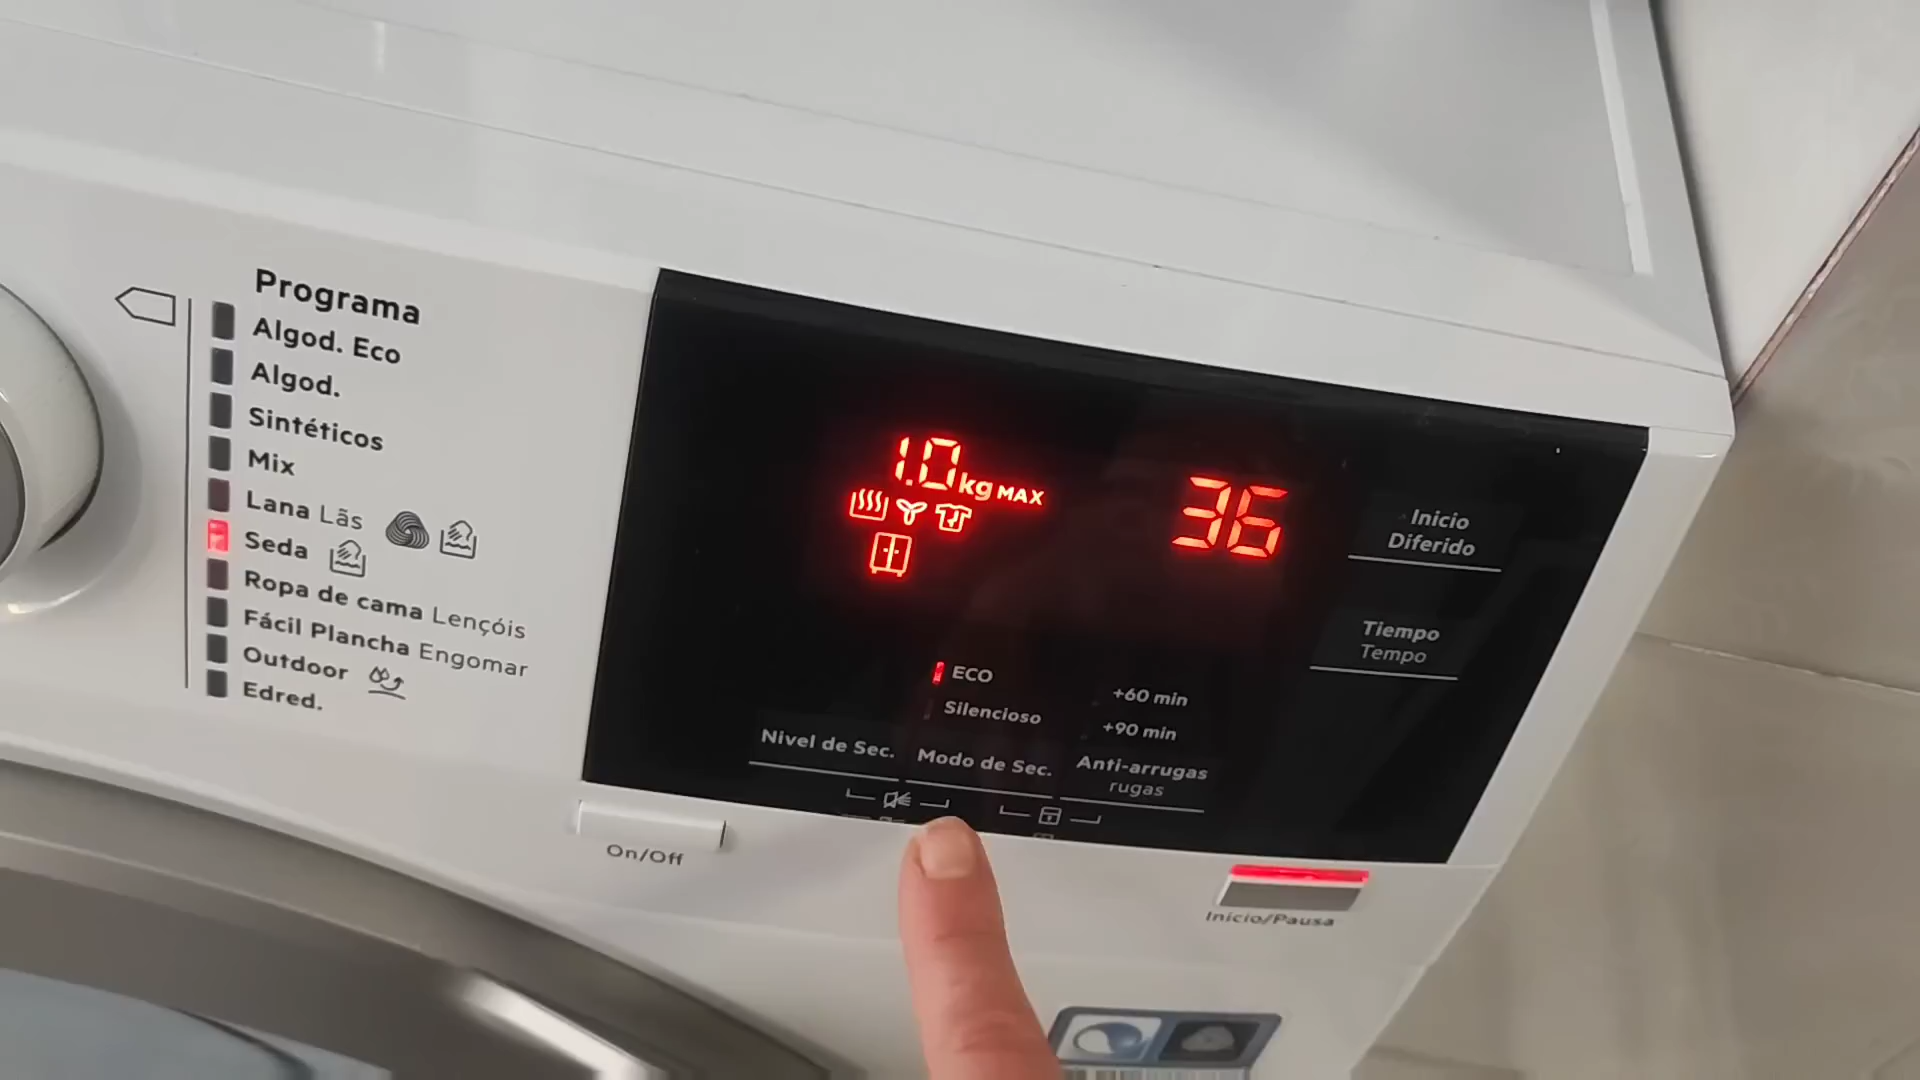 Programa
Algod. Eco
Algod.
Sintéticos
Mix
Lana Lãs
Seda
Ropa de cama Lençóis
Fácil Plancha Engomar
Outdoor
Edred.
On/Off
1.0 kg MAX
36
Inicio
Diferido
Tiempo
Tempo
ECO
Silencioso
+60 min
+90 min
Nivel de Sec.
Modo de Sec.
Anti-arrugas
rugas
Inicio/Pausa